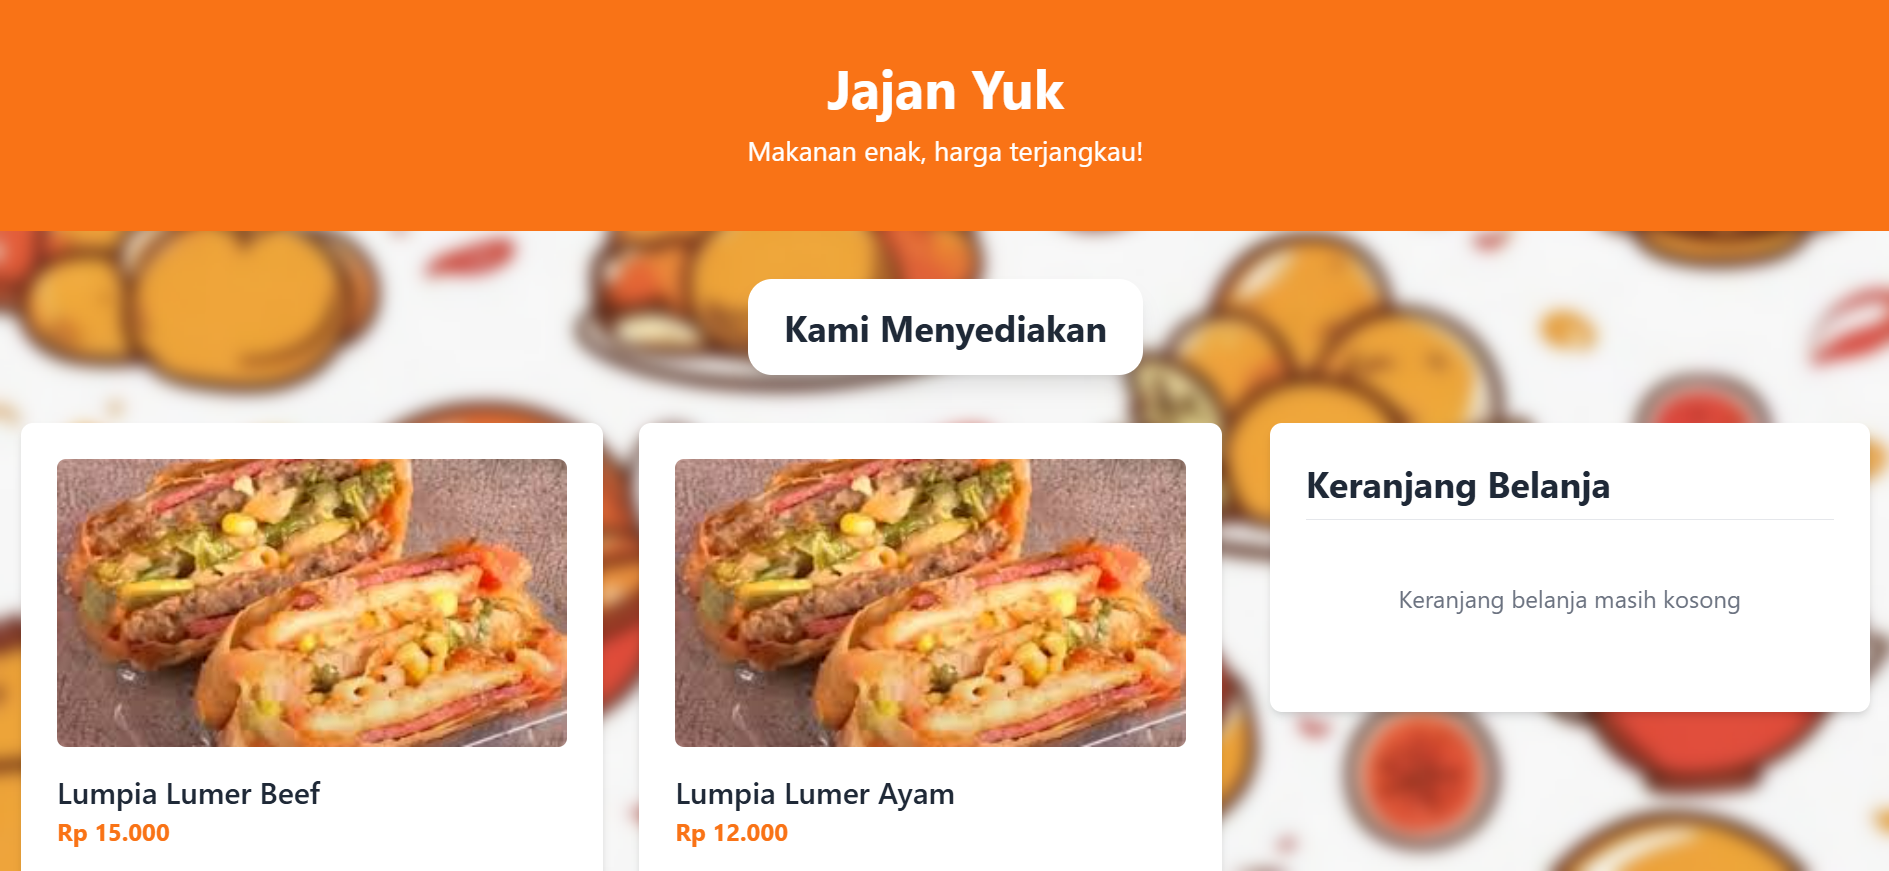 Jajan Yuk
Makanan enak, harga terjangkau!
Kami Menyediakan
Lumpia Lumer Beef
Rp 15.000
Lumpia Lumer Ayam
Rp 12.000
Keranjang Belanja
Keranjang belanja masih kosong